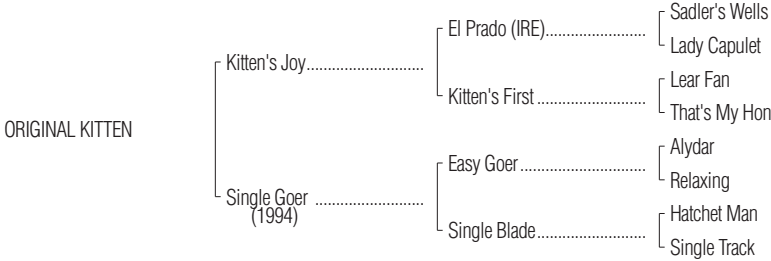 Sadler's Wells
El Prado (IRE)........................
Lady Capulet
Kitten's Joy............................
Lear Fan
Kitten's First ..........................
That's My Hon
ORIGINAL KITTEN
Alydar
Easy Goer..............................
Relaxing
Single Goer ..........................
(1994)
Hatchet Man
Single Blade..........................
Single Track